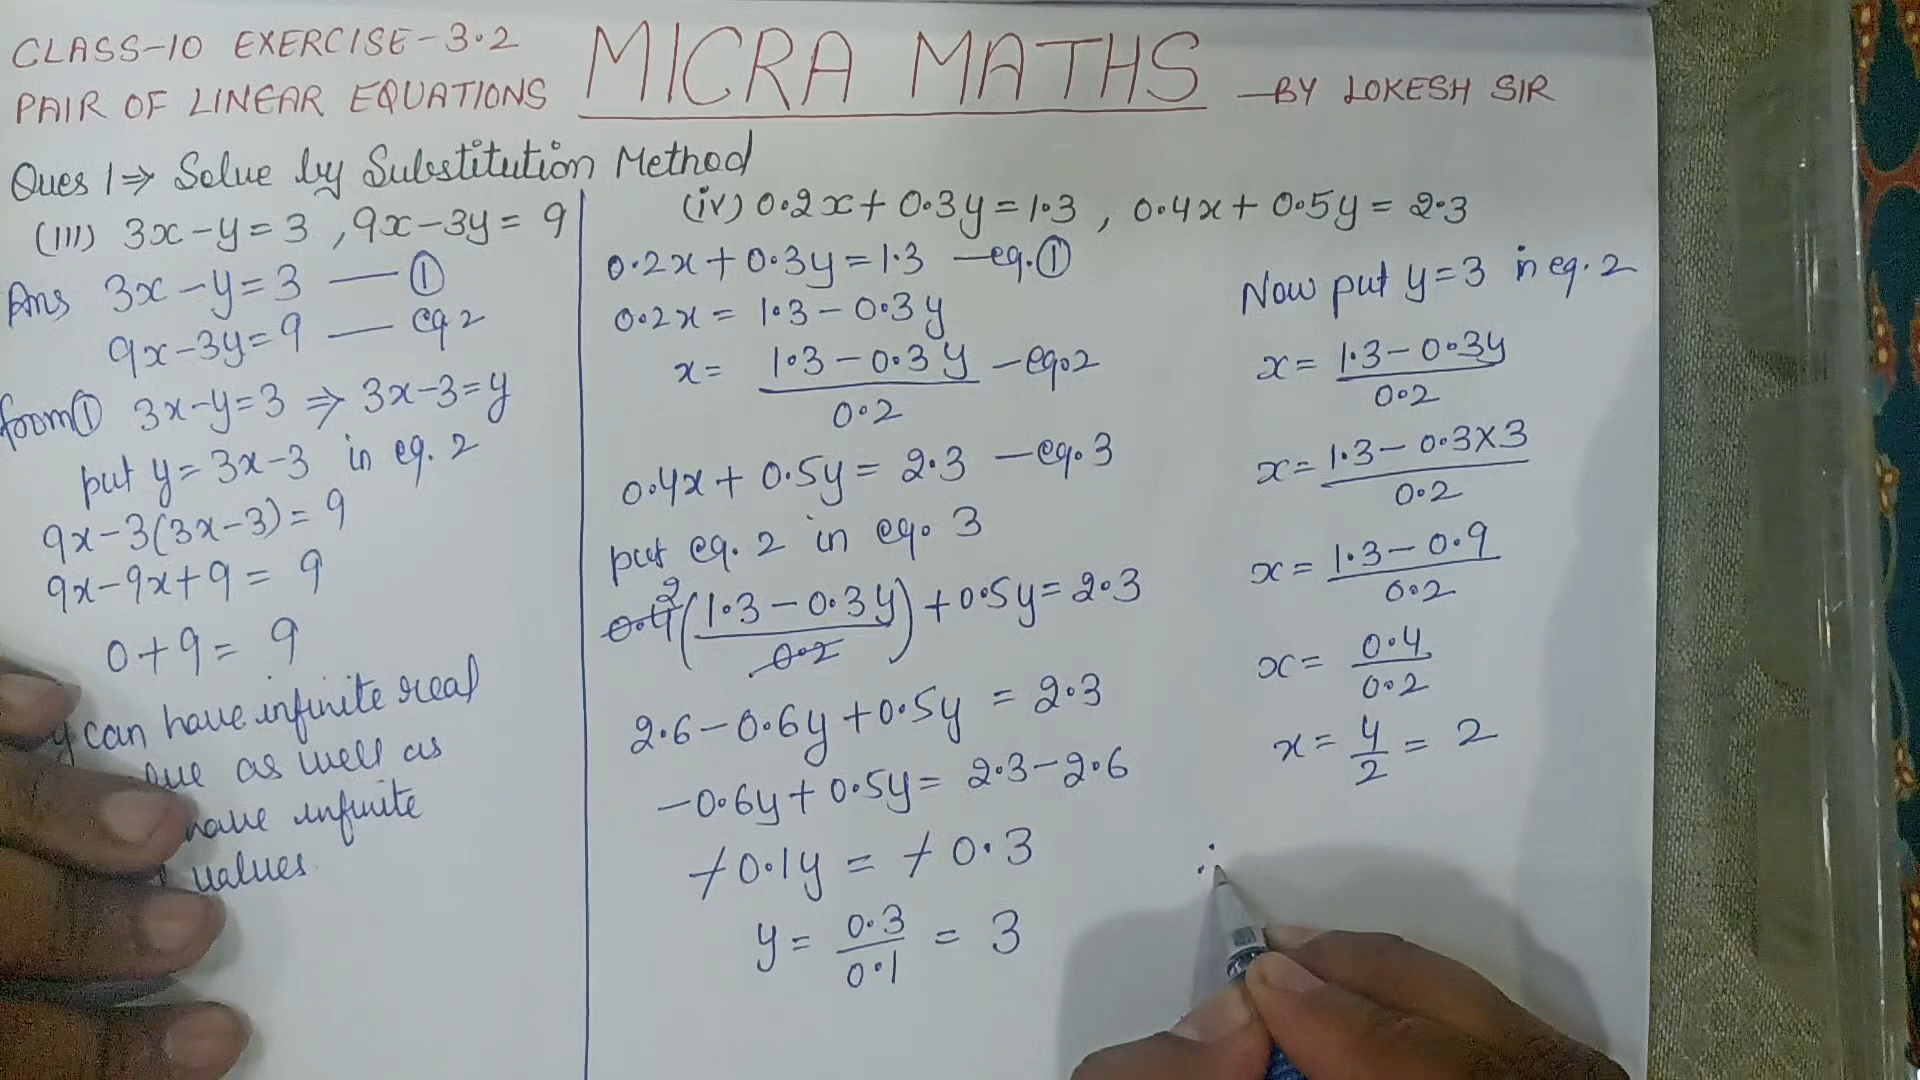 CLASS-10 EXERCISE-3.2
PAIR OF LINEAR EQUATIONS
MICRA MATHS
-BY LOKESH SIR
Ques 1⇒ Solve by Substitution Method
(III) 3x-y=3, 9x-3y=9
Ans 3x-y=3 — ①
9x-3y=9 — eq 2
from① 3x-y=3 ⇒ 3x-3=y
put y=3x-3 in eq. 2
9x-3(3x-3)=9
9x-9x+9=9
0+9=9
y can have infinite real
as well as
have infinite
values.
(iv) 0.2x+0.3y=1.3, 0.4x+0.5y=2.3
0.2x+0.3y=1.3 —eq.①
0.2x=1.3-0.3y
x= 1.3-0.3y —eq.2
0.2
0.4x+0.5y=2.3 —eq.3
put eq. 2 in eq. 3
2
0.4(1.3-0.3y)+0.5y=2.3
0.2
2.6-0.6y+0.5y=2.3
-0.6y+0.5y=2.3-2.6
-0.1y=-0.3
y= 0.3 = 3
0.1
Now put y=3 in eq. 2
x= 1.3-0.3y
0.2
x= 1.3-0.3×3
0.2
x= 1.3-0.9
0.2
x= 0.4
0.2
x= 4 = 2
2
∴